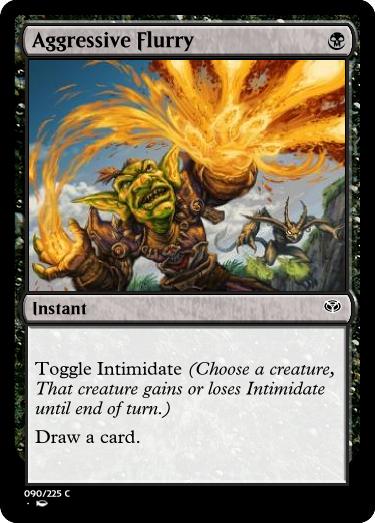 Aggressive Flurry
Instant
Toggle Intimidate (Choose a creature,
That creature gains or loses Intimidate
until end of turn.)
Draw a card.
090/225 C